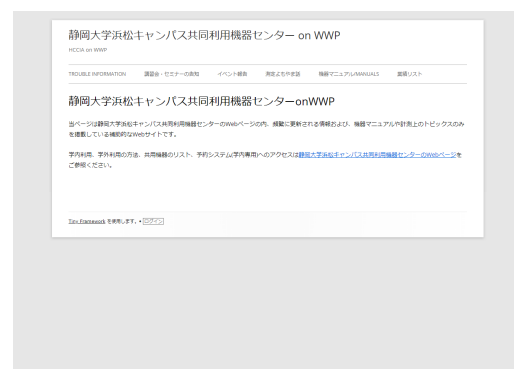 静岡大学浜松キャンパス共同利用機器センター on WWP
HCCIA on WWP
TROUBLE INFORMATION 講習会・セミナーの告知 イベント報告 測定よもやま話 機器マニュアル/MANUALS 業績リスト
静岡大学浜松キャンパス共同利用機器センターonWWP
当ページは静岡大学浜松キャンパス共同利用機器センターのWebページの内、頻繁に更新される情報および、機器マニュアルや計測上のトピックスのみ
を掲載している補助的なWebサイトです。
学内利用、学外利用の方法、共用機器のリスト、予約システム(学内専用)へのアクセスは静岡大学浜松キャンパス共同利用機器センターのWebページを
ご参照ください。
Tiny Framework を使用します。 • ログイン